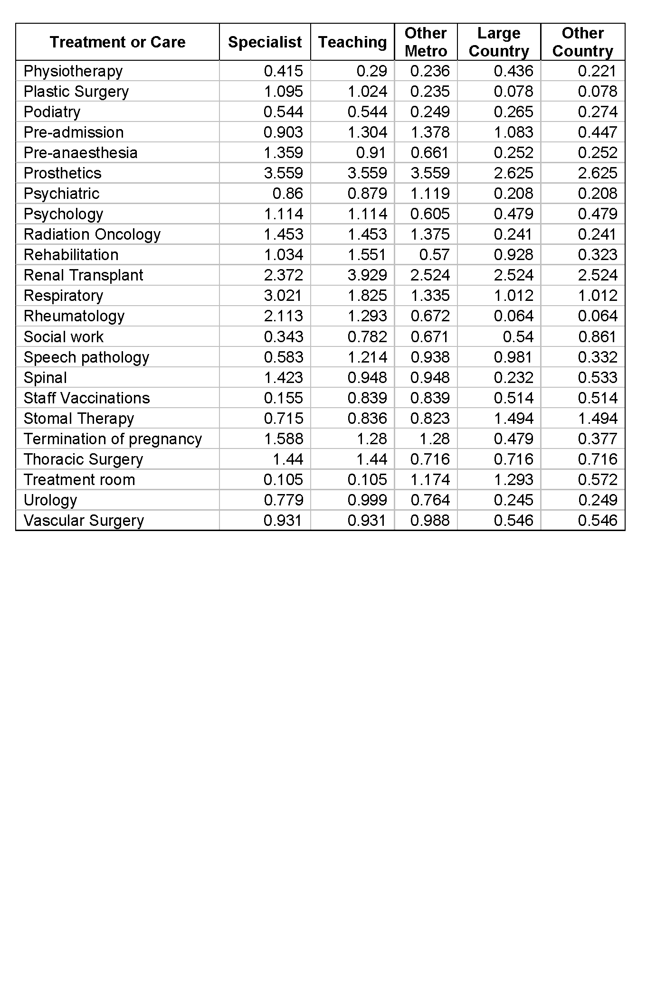 Treatment or Care Specialist Teaching Other Metro Large Country Other Country
Physiotherapy 0.415 0.29 0.236 0.436 0.221
Plastic Surgery 1.095 1.024 0.235 0.078 0.078
Podiatry 0.544 0.544 0.249 0.265 0.274
Pre-admission 0.903 1.304 1.378 1.083 0.447
Pre-anaesthesia 1.359 0.91 0.661 0.252 0.252
Prosthetics 3.559 3.559 3.559 2.625 2.625
Psychiatric 0.86 0.879 1.119 0.208 0.208
Psychology 1.114 1.114 0.605 0.479 0.479
Radiation Oncology 1.453 1.453 1.375 0.241 0.241
Rehabilitation 1.034 1.551 0.57 0.928 0.323
Renal Transplant 2.372 3.929 2.524 2.524 2.524
Respiratory 3.021 1.825 1.335 1.012 1.012
Rheumatology 2.113 1.293 0.672 0.064 0.064
Social work 0.343 0.782 0.671 0.54 0.861
Speech pathology 0.583 1.214 0.938 0.981 0.332
Spinal 1.423 0.948 0.948 0.232 0.533
Staff Vaccinations 0.155 0.839 0.839 0.514 0.514
Stomal Therapy 0.715 0.836 0.823 1.494 1.494
Termination of pregnancy 1.588 1.28 1.28 0.479 0.377
Thoracic Surgery 1.44 1.44 0.716 0.716 0.716
Treatment room 0.105 0.105 1.174 1.293 0.572
Urology 0.779 0.999 0.764 0.245 0.249
Vascular Surgery 0.931 0.931 0.988 0.546 0.546